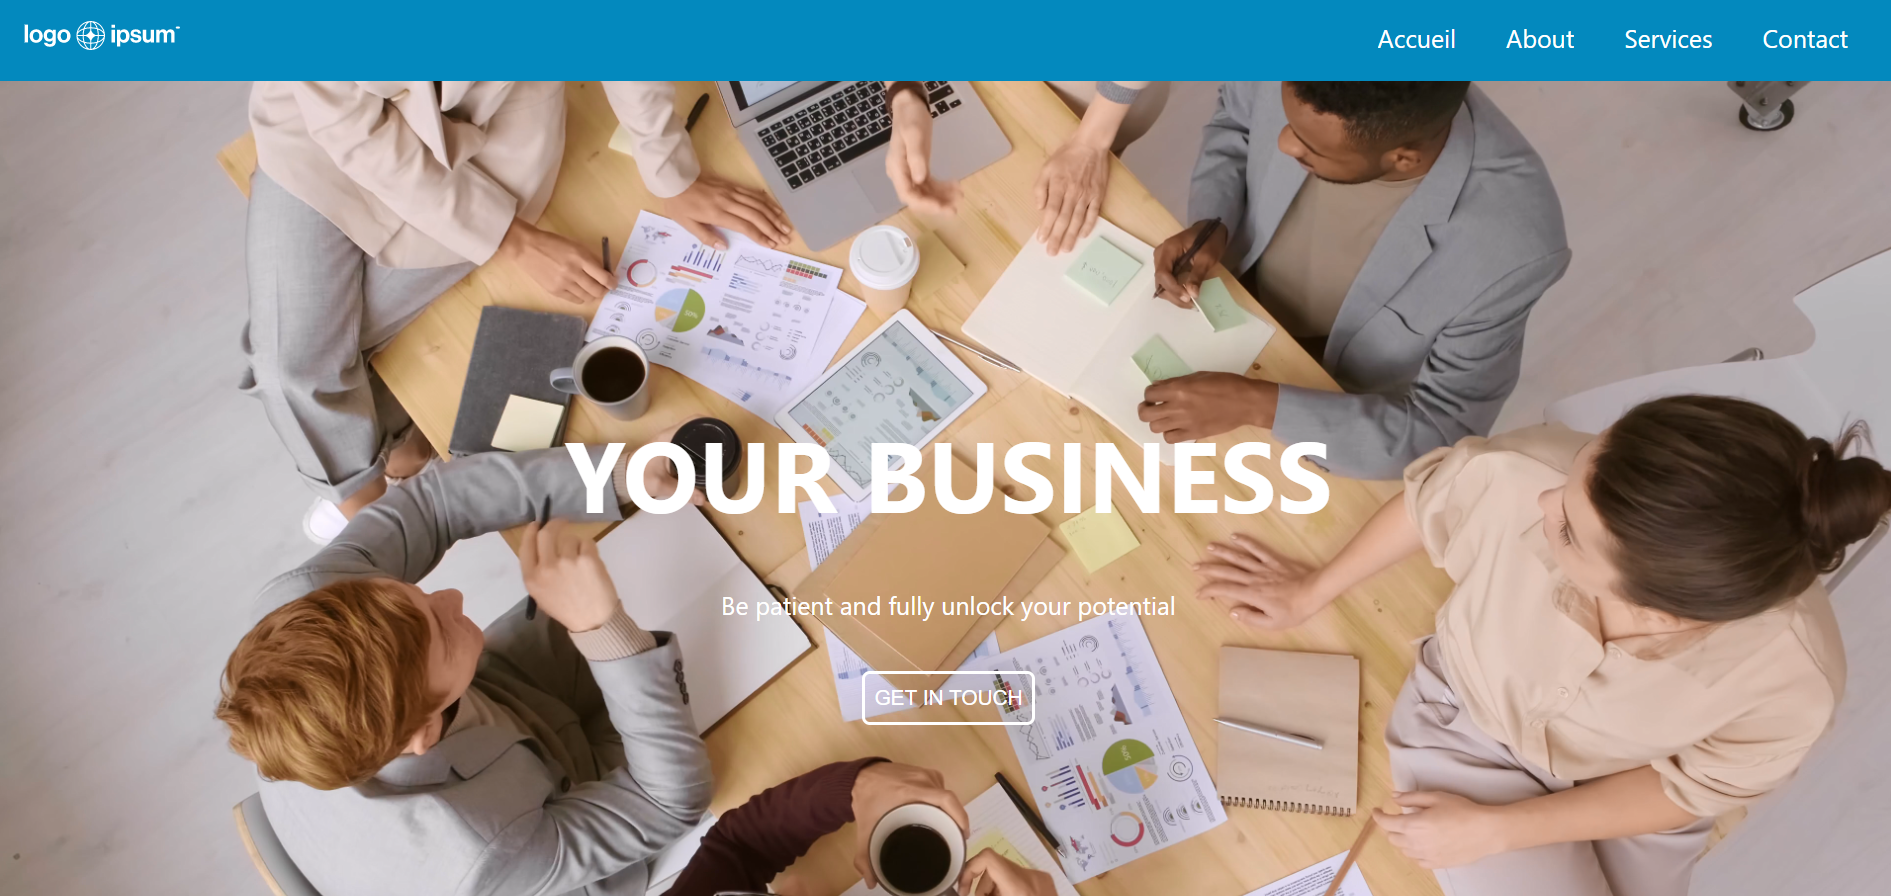 logo ipsum
Accueil
About
Services
Contact
YOUR BUSINESS
Be patient and fully unlock your potential
GET IN TOUCH